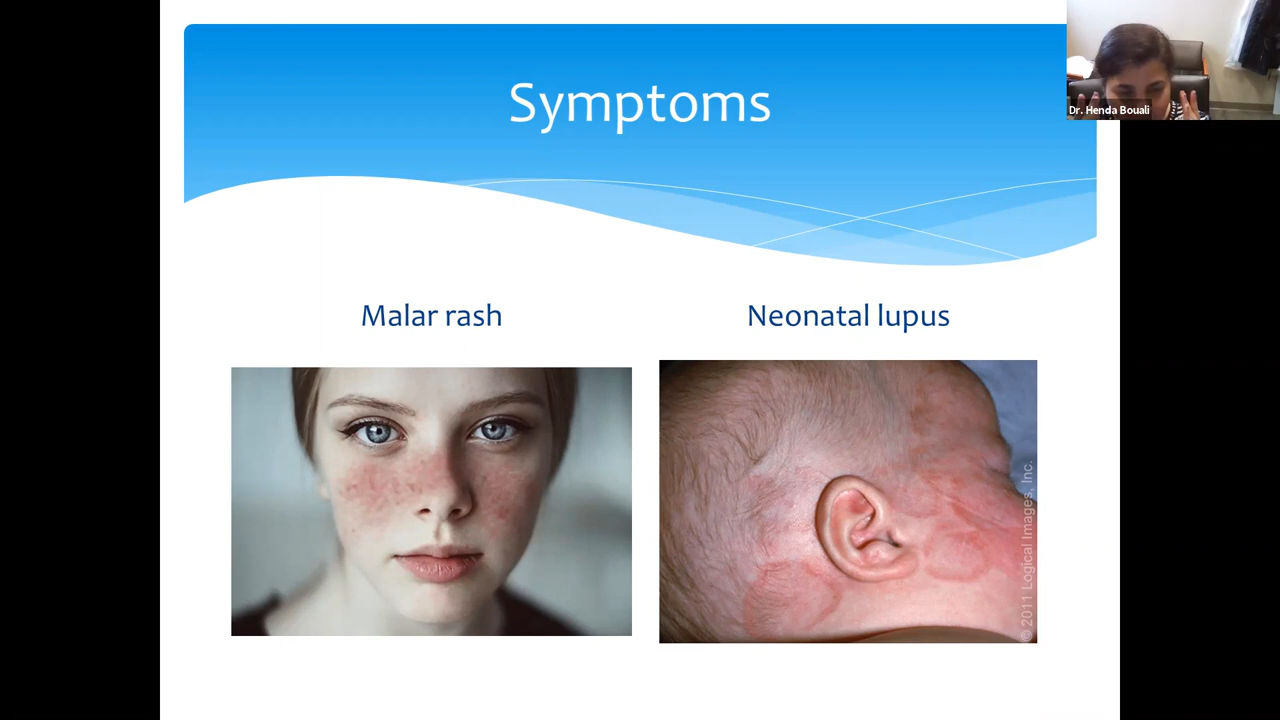 Symptoms
Dr. Henda Bouali
Malar rash
Neonatal lupus
© 2011 Logical Images, Inc.